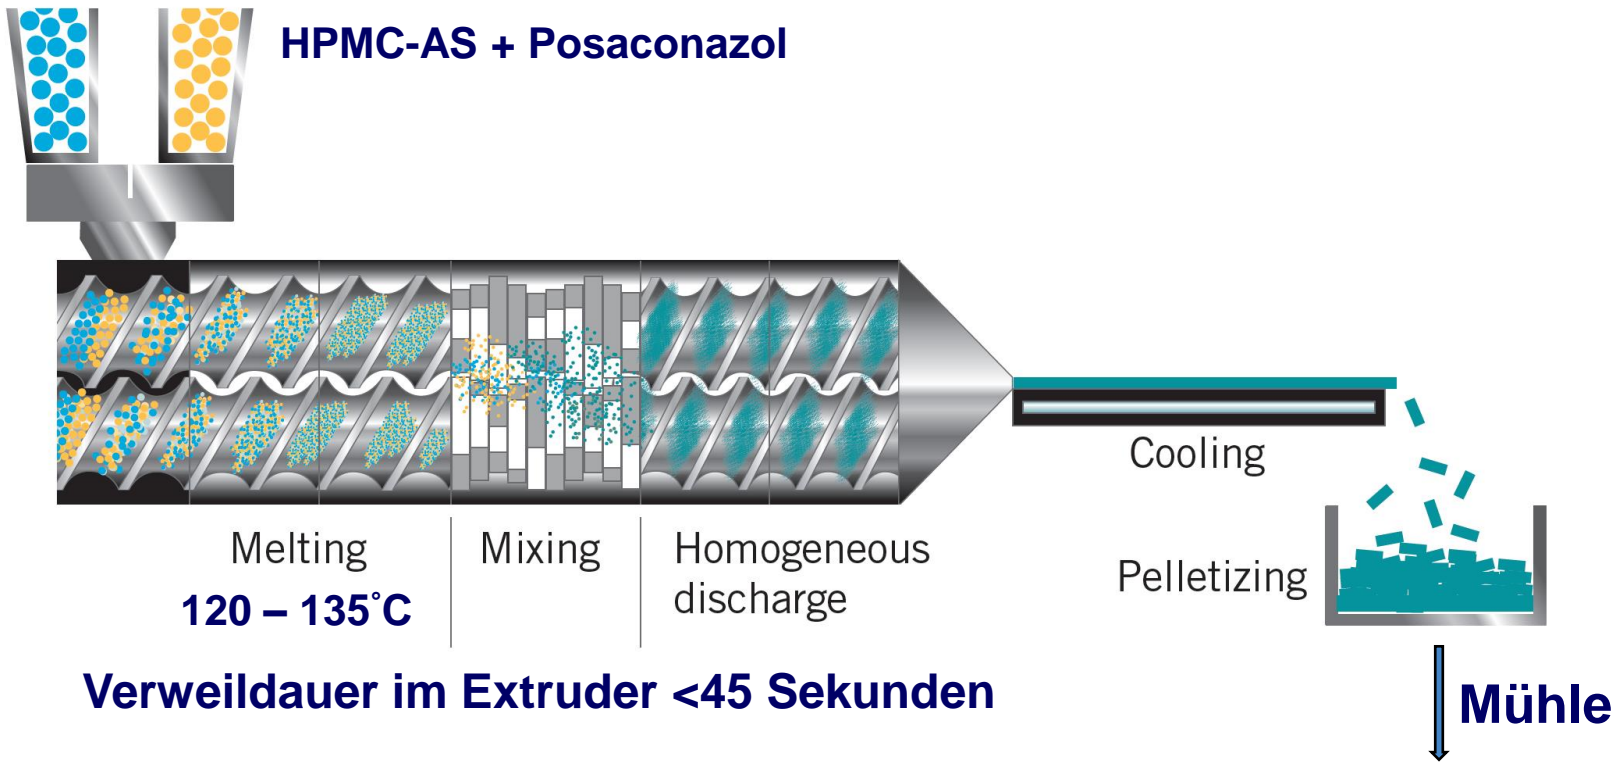 HPMC-AS + Posaconazol
Cooling
Melting
Mixing
Homogeneous
discharge
Pelletizing
120 – 135°C
Verweildauer im Extruder <45 Sekunden
Mühle